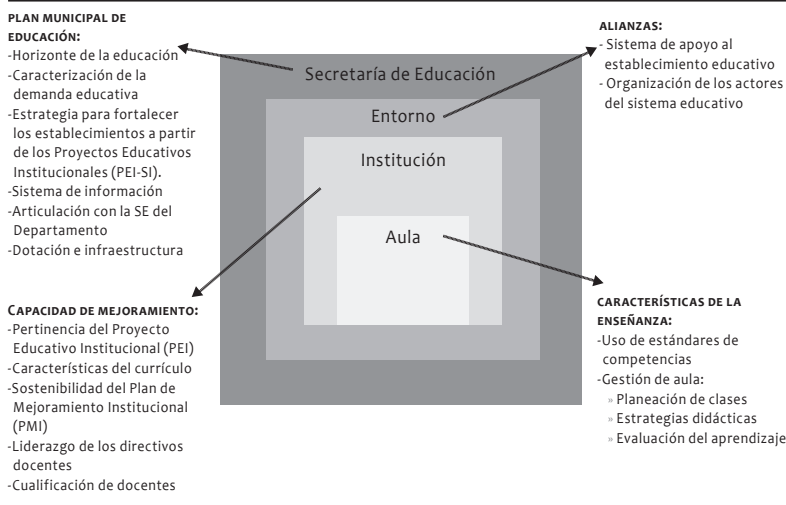 PLAN MUNICIPAL DE
EDUCACIÓN:
-Horizonte de la educación
-Caracterización de la
demanda educativa
-Estrategia para fortalecer
los establecimientos a partir
de los Proyectos Educativos
Institucionales (PEI-SI).
-Sistema de información
-Articulación con la SE del
Departamento
-Dotación e infraestructura
Secretaría de Educación
Entorno
Institución
Aula
ALIANZAS:
- Sistema de apoyo al
establecimiento educativo
- Organización de los actores
del sistema educativo
CAPACIDAD DE MEJORAMIENTO:
-Pertinencia del Proyecto
Educativo Institucional (PEI)
-Características del currículo
-Sostenibilidad del Plan de
Mejoramiento Institucional
(PMI)
-Liderazgo de los directivos
docentes
-Cualificación de docentes
CARACTERÍSTICAS DE LA
ENSEÑANZA:
-Uso de estándares de
competencias
-Gestión de aula:
» Planeación de clases
» Estrategias didácticas
» Evaluación del aprendizaje